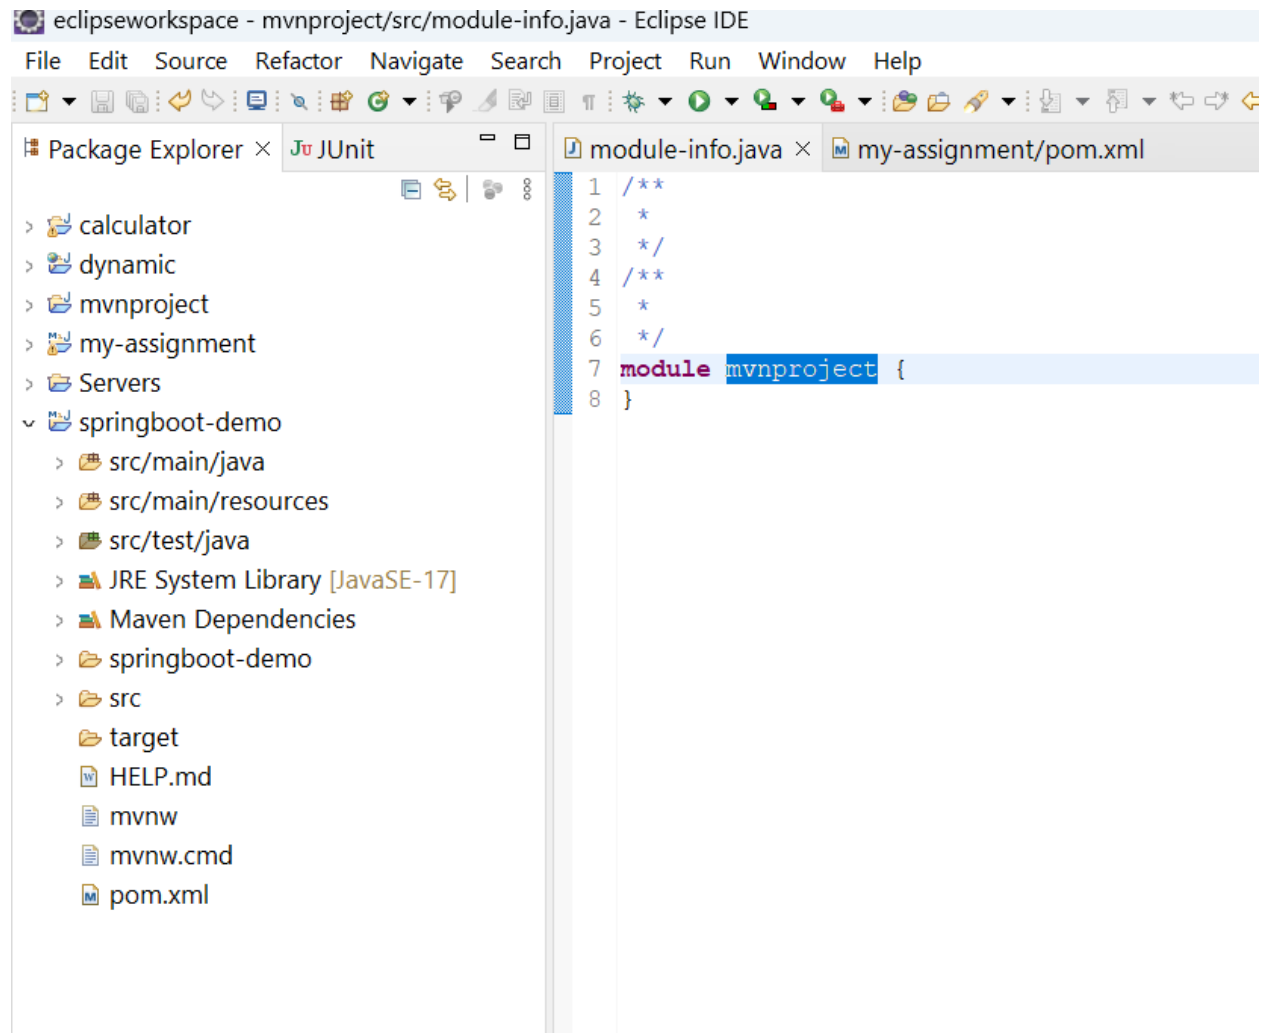 eclipseworkspace - mvnproject/src/module-info.java - Eclipse IDE
File Edit Source Refactor Navigate Search Project Run Window Help
Package Explorer
JUnit
module-info.java
my-assignment/pom.xml
calculator
dynamic
mvnproject
my-assignment
Servers
springboot-demo
src/main/java
src/main/resources
src/test/java
JRE System Library [JavaSE-17]
Maven Dependencies
springboot-demo
src
target
HELP.md
mvnw
mvnw.cmd
pom.xml
1 /**
2 *
3 */
4 /**
5 *
6 */
7 module mvnproject {
8 }